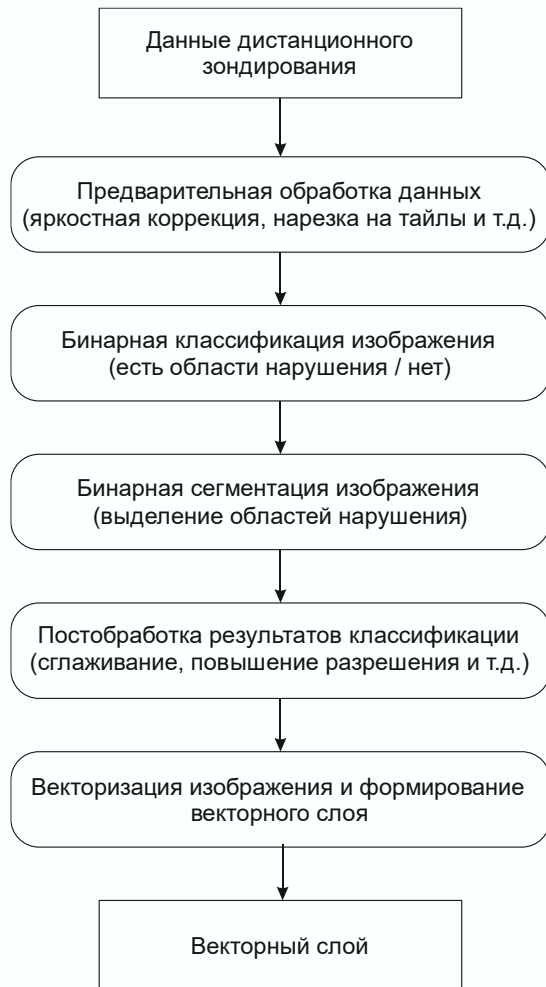 Данные дистанционного
зондирования
Предварительная обработка данных
(яркостная коррекция, нарезка на тайлы и т.д.)
Бинарная классификация изображения
(есть области нарушения / нет)
Бинарная сегментация изображения
(выделение областей нарушения)
Постобработка результатов классификации
(сглаживание, повышение разрешения и т.д.)
Векторизация изображения и формирование
векторного слоя
Векторный слой